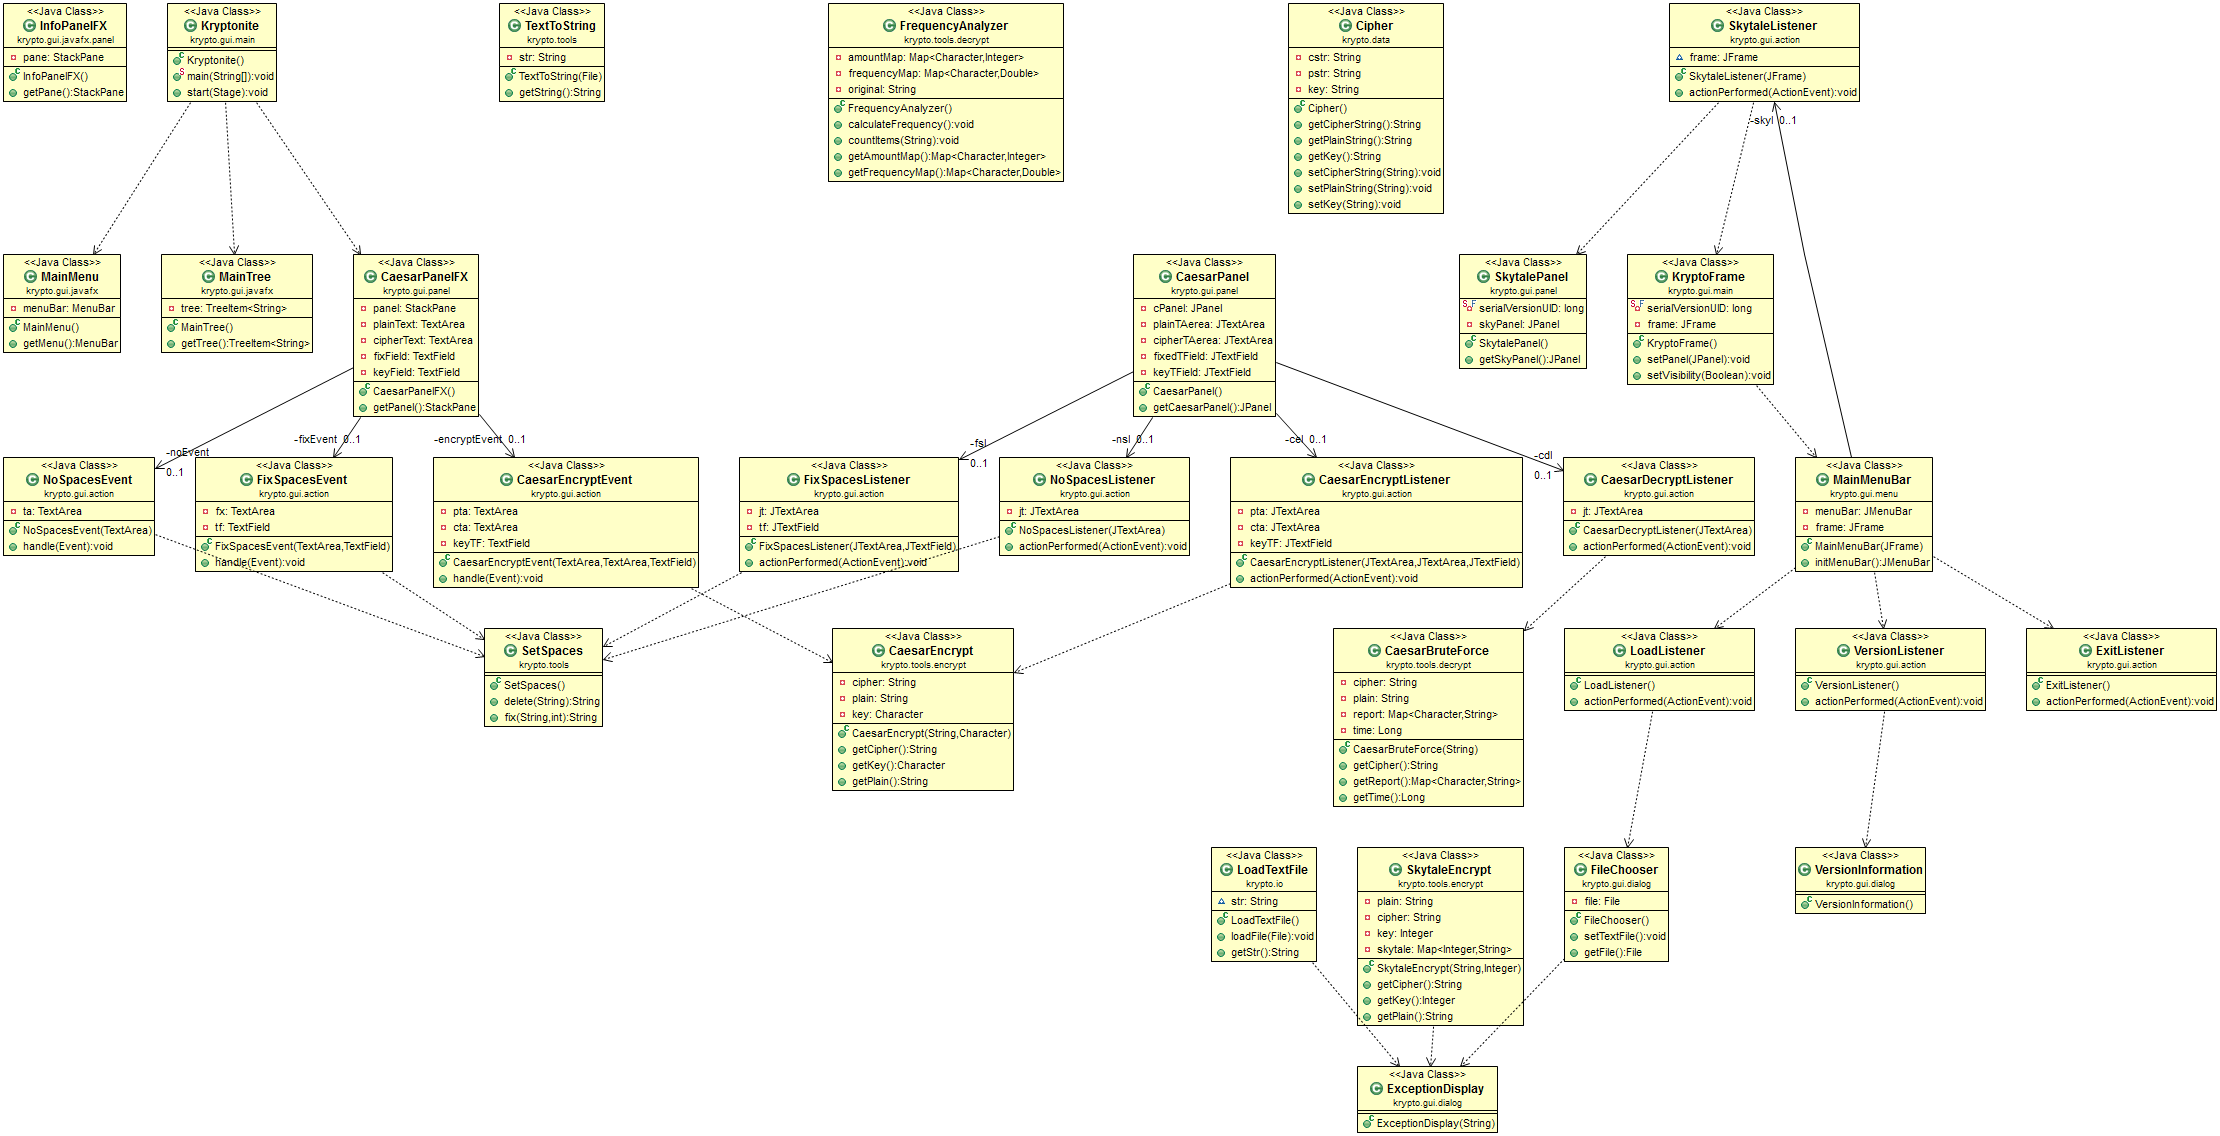 <<Java Class>>
InfoPanelFX
krypto.gui.javafx.panel
pane: StackPane
InfoPanelFX()
getPane():StackPane
<<Java Class>>
Kryptonite
krypto.gui.main
Kryptonite()
main(String[]):void
start(Stage):void
<<Java Class>>
TextToString
krypto.tools
str: String
TextToString(File)
getString():String
<<Java Class>>
FrequencyAnalyzer
krypto.tools.decrypt
amountMap: Map<Character,Integer>
frequencyMap: Map<Character,Double>
original: String
FrequencyAnalyzer()
calculateFrequency():void
countItems(String):void
getAmountMap():Map<Character,Integer>
getFrequencyMap():Map<Character,Double>
<<Java Class>>
Cipher
krypto.data
cstr: String
pstr: String
key: String
Cipher()
getCipherString():String
getPlainString():String
getKey():String
setCipherString(String):void
setPlainString(String):void
setKey(String):void
<<Java Class>>
SkytaleListener
krypto.gui.action
frame: JFrame
SkytaleListener(JFrame)
actionPerformed(ActionEvent):void
-skyl 0..1
<<Java Class>>
MainMenu
krypto.gui.javafx
menuBar: MenuBar
MainMenu()
getMenu():MenuBar
<<Java Class>>
MainTree
krypto.gui.javafx
tree: TreeItem<String>
MainTree()
getTree():TreeItem<String>
<<Java Class>>
CaesarPanelFX
krypto.gui.panel
panel: StackPane
plainText: TextArea
cipherText: TextArea
fixField: TextField
keyField: TextField
CaesarPanelFX()
getPanel():StackPane
<<Java Class>>
CaesarPanel
krypto.gui.panel
cPanel: JPanel
plainTAerea: JTextArea
cipherTAerea: JTextArea
fixedTField: JTextField
keyTField: JTextField
CaesarPanel()
getCaesarPanel():JPanel
<<Java Class>>
SkytalePanel
krypto.gui.panel
serialVersionUID: long
skyPanel: JPanel
SkytalePanel()
getSkyPanel():JPanel
<<Java Class>>
KryptoFrame
krypto.gui.main
serialVersionUID: long
frame: JFrame
KryptoFrame()
setPanel(JPanel):void
setVisibility(Boolean):void
-noEvent
0..1
-fixEvent 0..1
-encryptEvent 0..1
-fsl
0..1
-nsl 0..1
-cel 0..1
-cdl
0..1
<<Java Class>>
NoSpacesEvent
krypto.gui.action
ta: TextArea
NoSpacesEvent(TextArea)
handle(Event):void
<<Java Class>>
FixSpacesEvent
krypto.gui.action
fx: TextArea
tf: TextField
FixSpacesEvent(TextArea,TextField)
handle(Event):void
<<Java Class>>
CaesarEncryptEvent
krypto.gui.action
pta: TextArea
cta: TextArea
keyTF: TextField
CaesarEncryptEvent(TextArea,TextArea,TextField)
handle(Event):void
<<Java Class>>
FixSpacesListener
krypto.gui.action
jt: JTextArea
tf: JTextField
FixSpacesListener(JTextArea,JTextField)
actionPerformed(ActionEvent):void
<<Java Class>>
NoSpacesListener
krypto.gui.action
jt: JTextArea
NoSpacesListener(JTextArea)
actionPerformed(ActionEvent):void
<<Java Class>>
CaesarEncryptListener
krypto.gui.action
pta: JTextArea
cta: JTextArea
keyTF: JTextField
CaesarEncryptListener(JTextArea,JTextArea,JTextField)
actionPerformed(ActionEvent):void
<<Java Class>>
CaesarDecryptListener
krypto.gui.action
jt: JTextArea
CaesarDecryptListener(JTextArea)
actionPerformed(ActionEvent):void
<<Java Class>>
MainMenuBar
krypto.gui.menu
menuBar: JMenuBar
frame: JFrame
MainMenuBar(JFrame)
initMenuBar():JMenuBar
<<Java Class>>
SetSpaces
krypto.tools
SetSpaces()
delete(String):String
fix(String,int):String
<<Java Class>>
CaesarEncrypt
krypto.tools.encrypt
cipher: String
plain: String
key: Character
CaesarEncrypt(String,Character)
getCipher():String
getKey():Character
getPlain():String
<<Java Class>>
CaesarBruteForce
krypto.tools.decrypt
cipher: String
plain: String
report: Map<Character,String>
time: Long
CaesarBruteForce(String)
getCipher():String
getReport():Map<Character,String>
getTime():Long
<<Java Class>>
LoadListener
krypto.gui.action
LoadListener()
actionPerformed(ActionEvent):void
<<Java Class>>
VersionListener
krypto.gui.action
VersionListener()
actionPerformed(ActionEvent):void
<<Java Class>>
ExitListener
krypto.gui.action
ExitListener()
actionPerformed(ActionEvent):void
<<Java Class>>
LoadTextFile
krypto.io
str: String
LoadTextFile()
loadFile(File):void
getStr():String
<<Java Class>>
SkytaleEncrypt
krypto.tools.encrypt
plain: String
cipher: String
key: Integer
skytale: Map<Integer,String>
SkytaleEncrypt(String,Integer)
getCipher():String
getKey():Integer
getPlain():String
<<Java Class>>
FileChooser
krypto.gui.dialog
file: File
FileChooser()
setTextFile():void
getFile():File
<<Java Class>>
VersionInformation
krypto.gui.dialog
VersionInformation()
<<Java Class>>
ExceptionDisplay
krypto.gui.dialog
ExceptionDisplay(String)